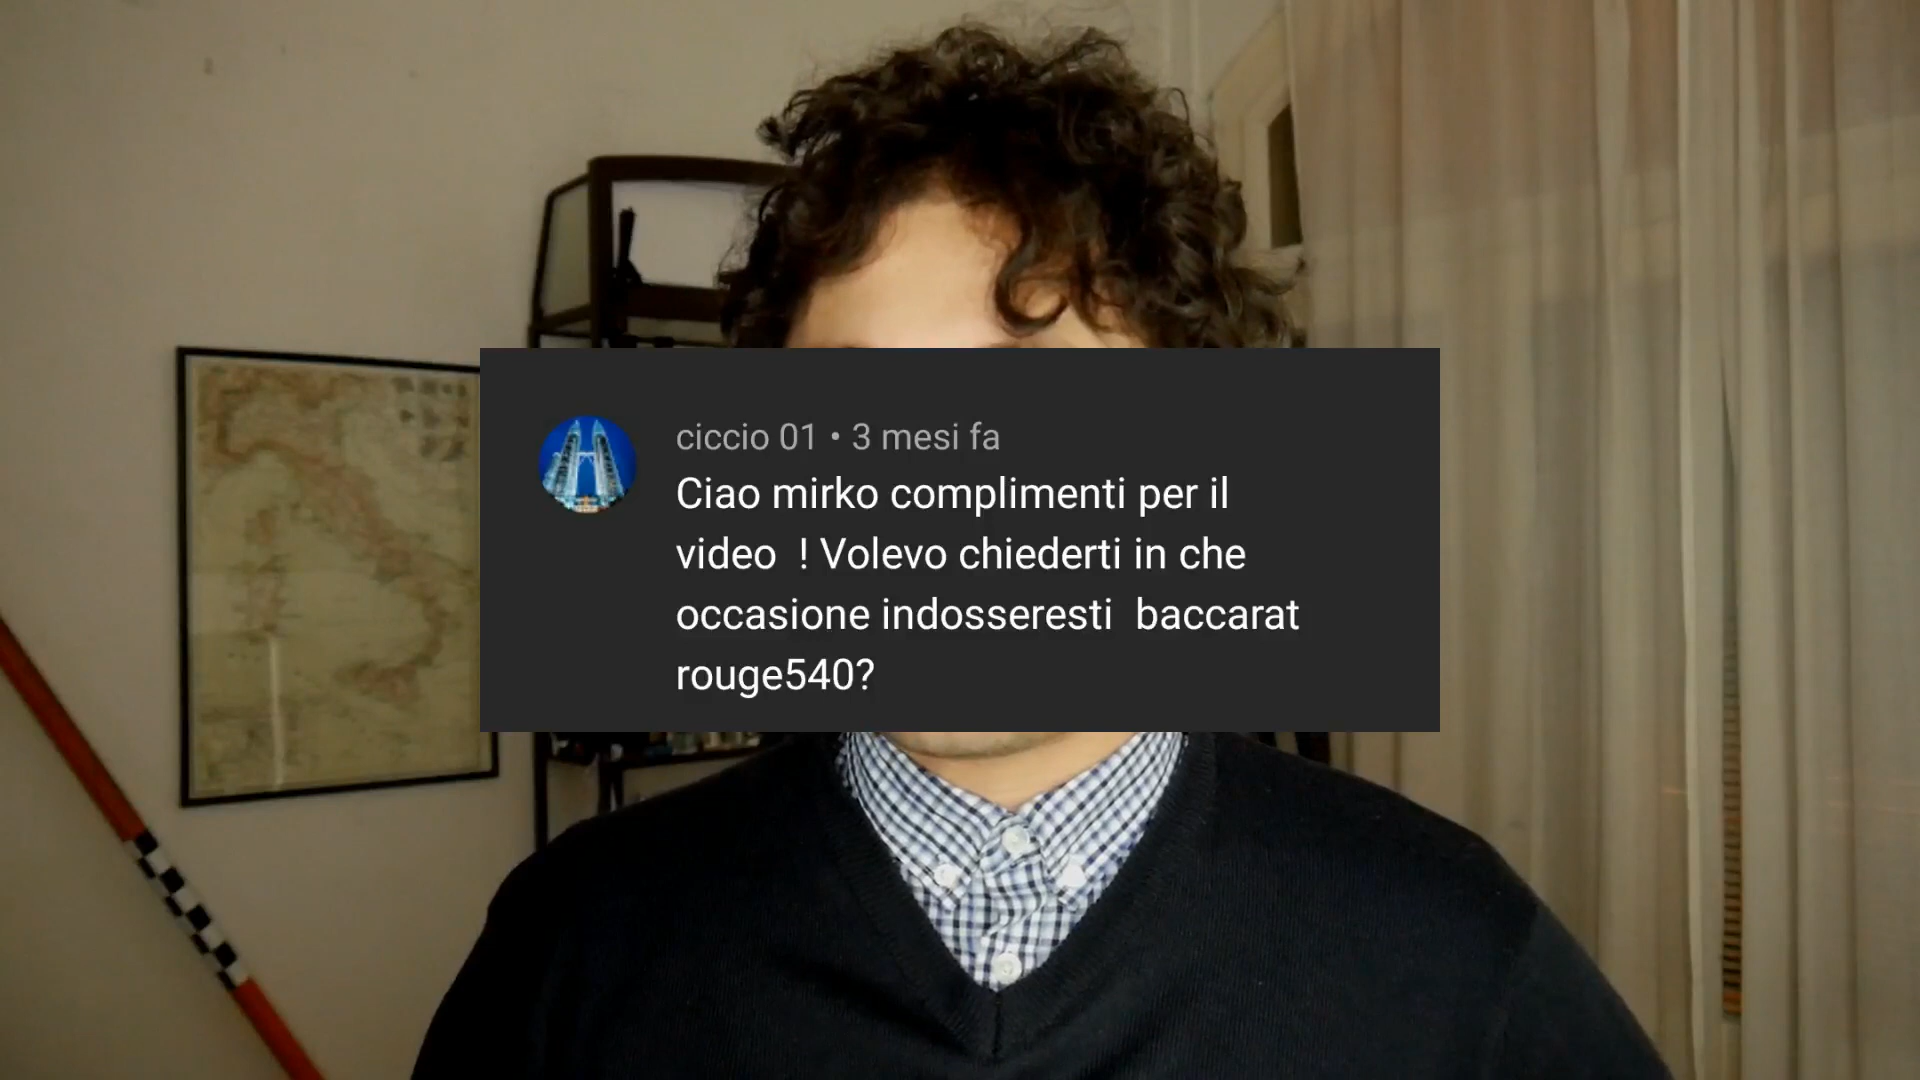 ciccio 01 • 3 mesi fa
Ciao mirko complimenti per il
video  ! Volevo chiederti in che
occasione indosseresti  baccarat
rouge540?